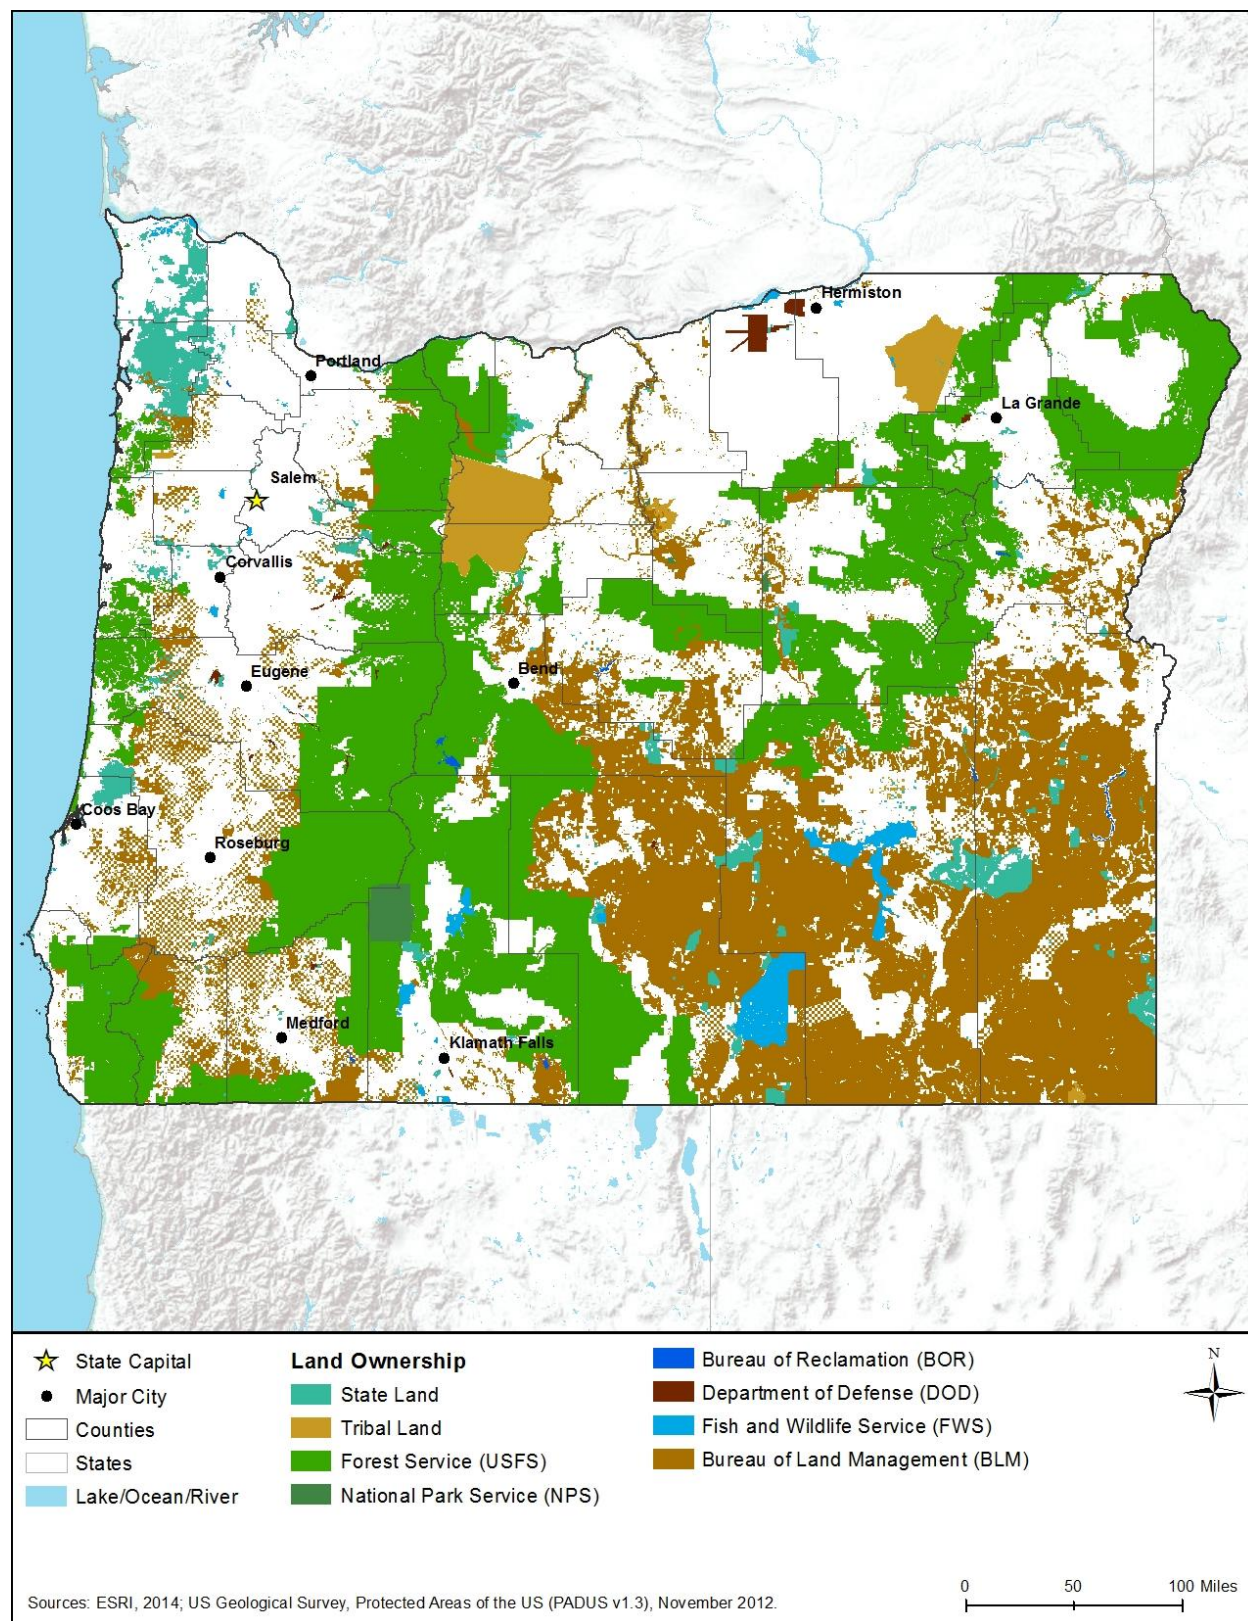 Hermiston
Portland
La Grande
Salem
Corvallis
Eugene
Bend
Coos Bay
Roseburg
Medford
Klamath Falls
State Capital
Major City
Counties
States
Lake/Ocean/River
Land Ownership
State Land
Tribal Land
Forest Service (USFS)
National Park Service (NPS)
Bureau of Reclamation (BOR)
Department of Defense (DOD)
Fish and Wildlife Service (FWS)
Bureau of Land Management (BLM)
N
0 50 100 Miles
Sources: ESRI, 2014; US Geological Survey, Protected Areas of the US (PADUS v1.3), November 2012.